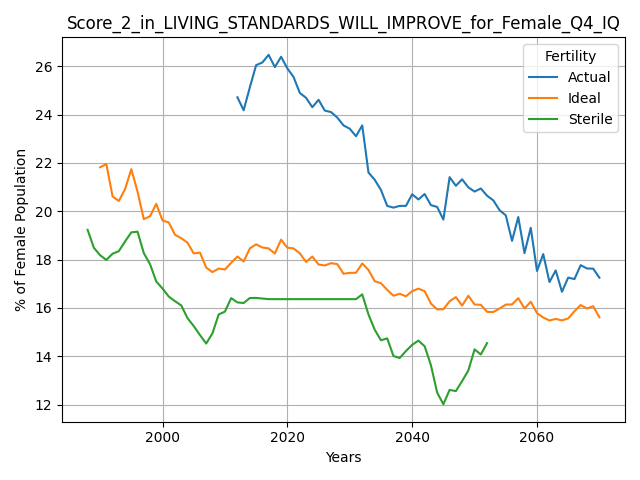 Score_2_in_LIVING_STANDARDS_WILL_IMPROVE_for_Female_Q4_IQ
Fertility
Actual
Ideal
Sterile
% of Female Population
26
24
22
20
18
16
14
12
2000
2020
2040
2060
Years